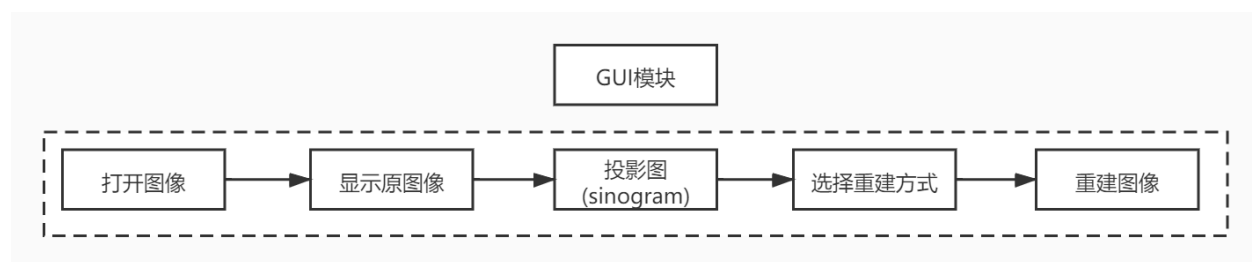 GUI模块
打开图像
显示原图像
投影图
(sinogram)
选择重建方式
重建图像